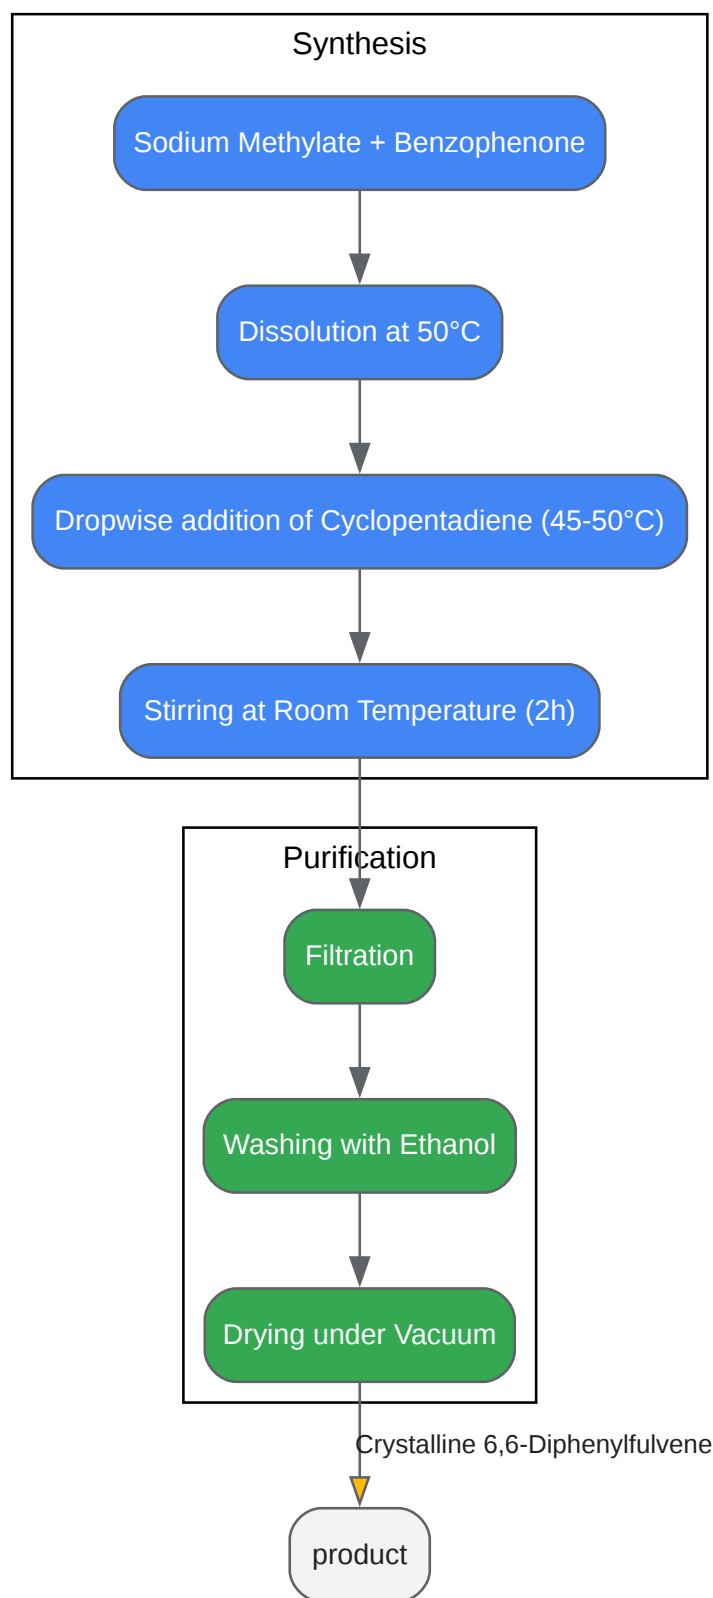 Synthesis
Sodium Methylate + Benzophenone
Dissolution at 50°C
Dropwise addition of Cyclopentadiene (45-50°C)
Stirring at Room Temperature (2h)
Purification
Filtration
Washing with Ethanol
Drying under Vacuum
Crystalline 6,6-Diphenylfulvene
product